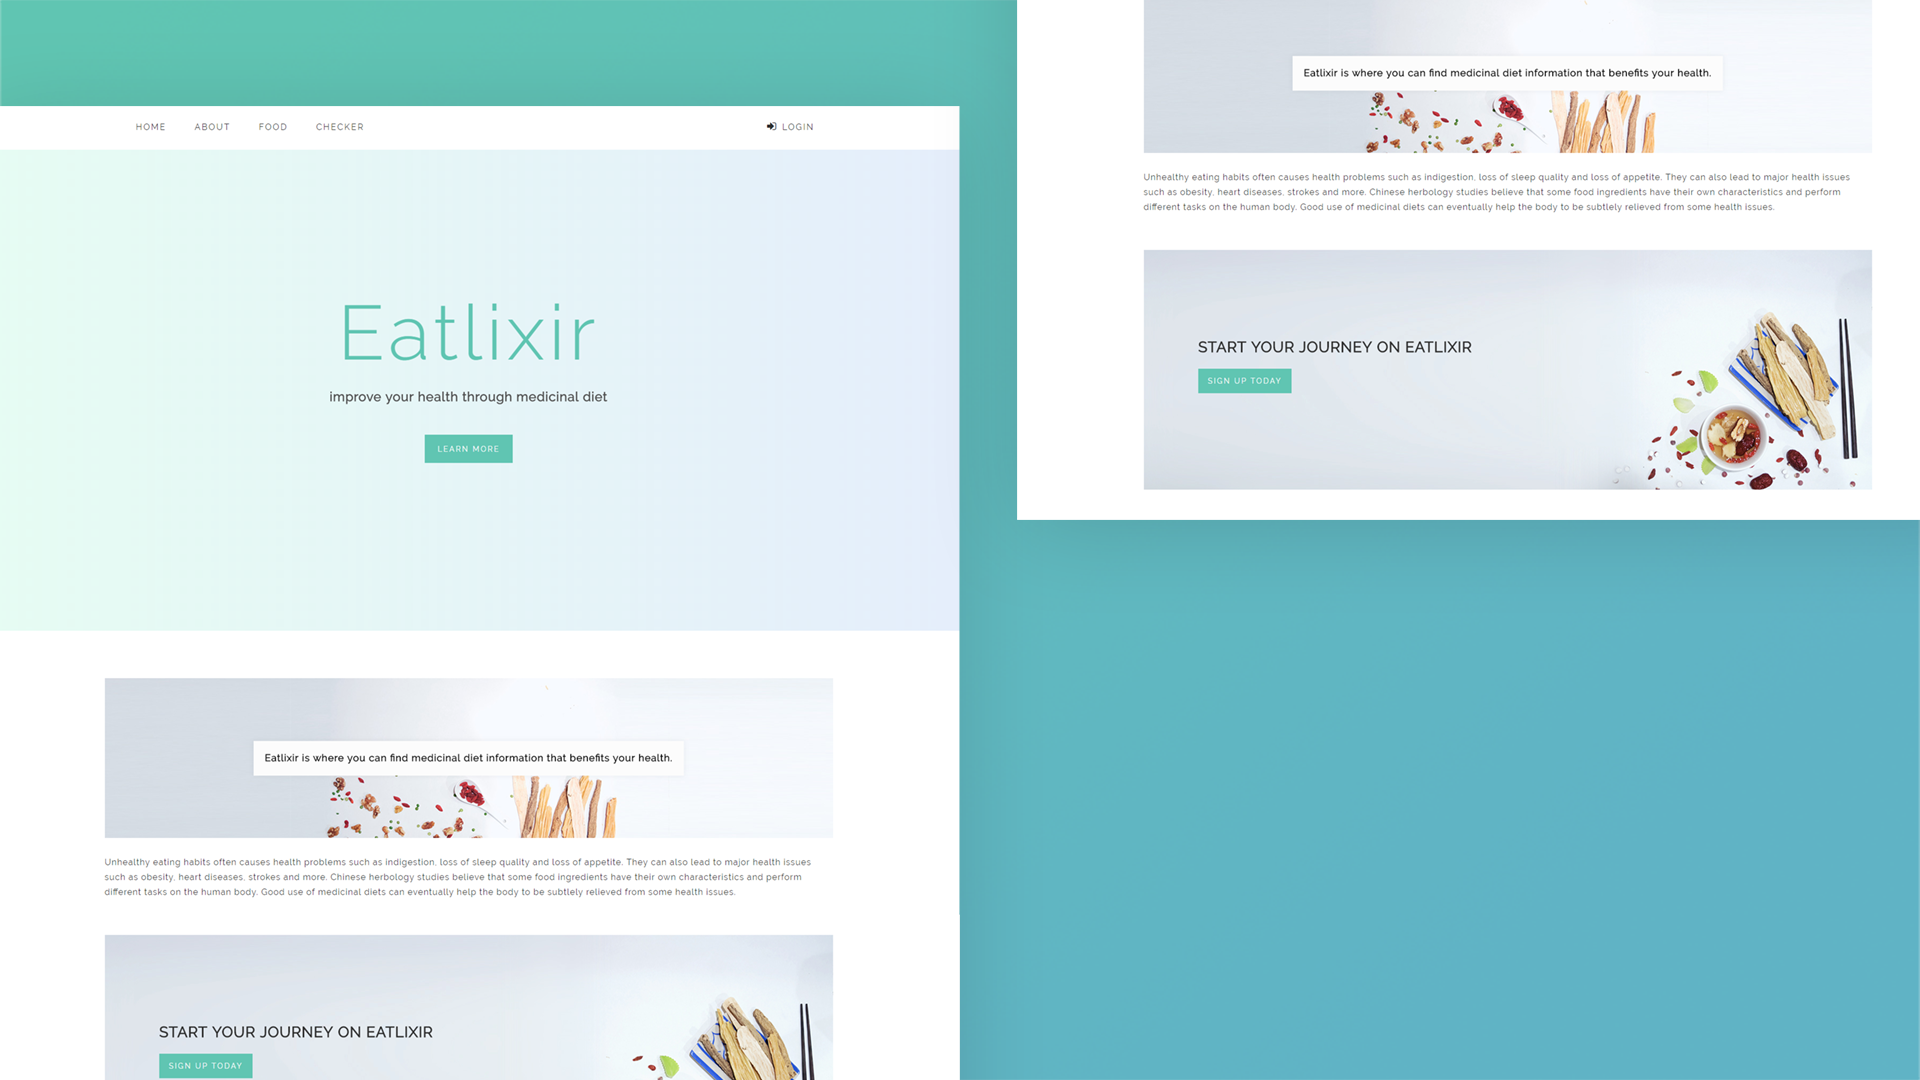 HOME ABOUT FOOD CHECKER LOGIN
Eatlixir
improve your health through medicinal diet
LEARN MORE
Eatlixir is where you can find medicinal diet information that benefits your health.
Unhealthy eating habits often causes health problems such as indigestion, loss of sleep quality and loss of appetite. They can also lead to major health issues
such as obesity, heart diseases, strokes and more. Chinese herbology studies believe that some food ingredients have their own characteristics and perform
different tasks on the human body. Good use of medicinal diets can eventually help the body to be subtlely relieved from some health issues.
START YOUR JOURNEY ON EATLIXIR
SIGN UP TODAY
Eatlixir is where you can find medicinal diet information that benefits your health.
Unhealthy eating habits often causes health problems such as indigestion, loss of sleep quality and loss of appetite. They can also lead to major health issues
such as obesity, heart diseases, strokes and more. Chinese herbology studies believe that some food ingredients have their own characteristics and perform
different tasks on the human body. Good use of medicinal diets can eventually help the body to be subtlely relieved from some health issues.
START YOUR JOURNEY ON EATLIXIR
SIGN UP TODAY